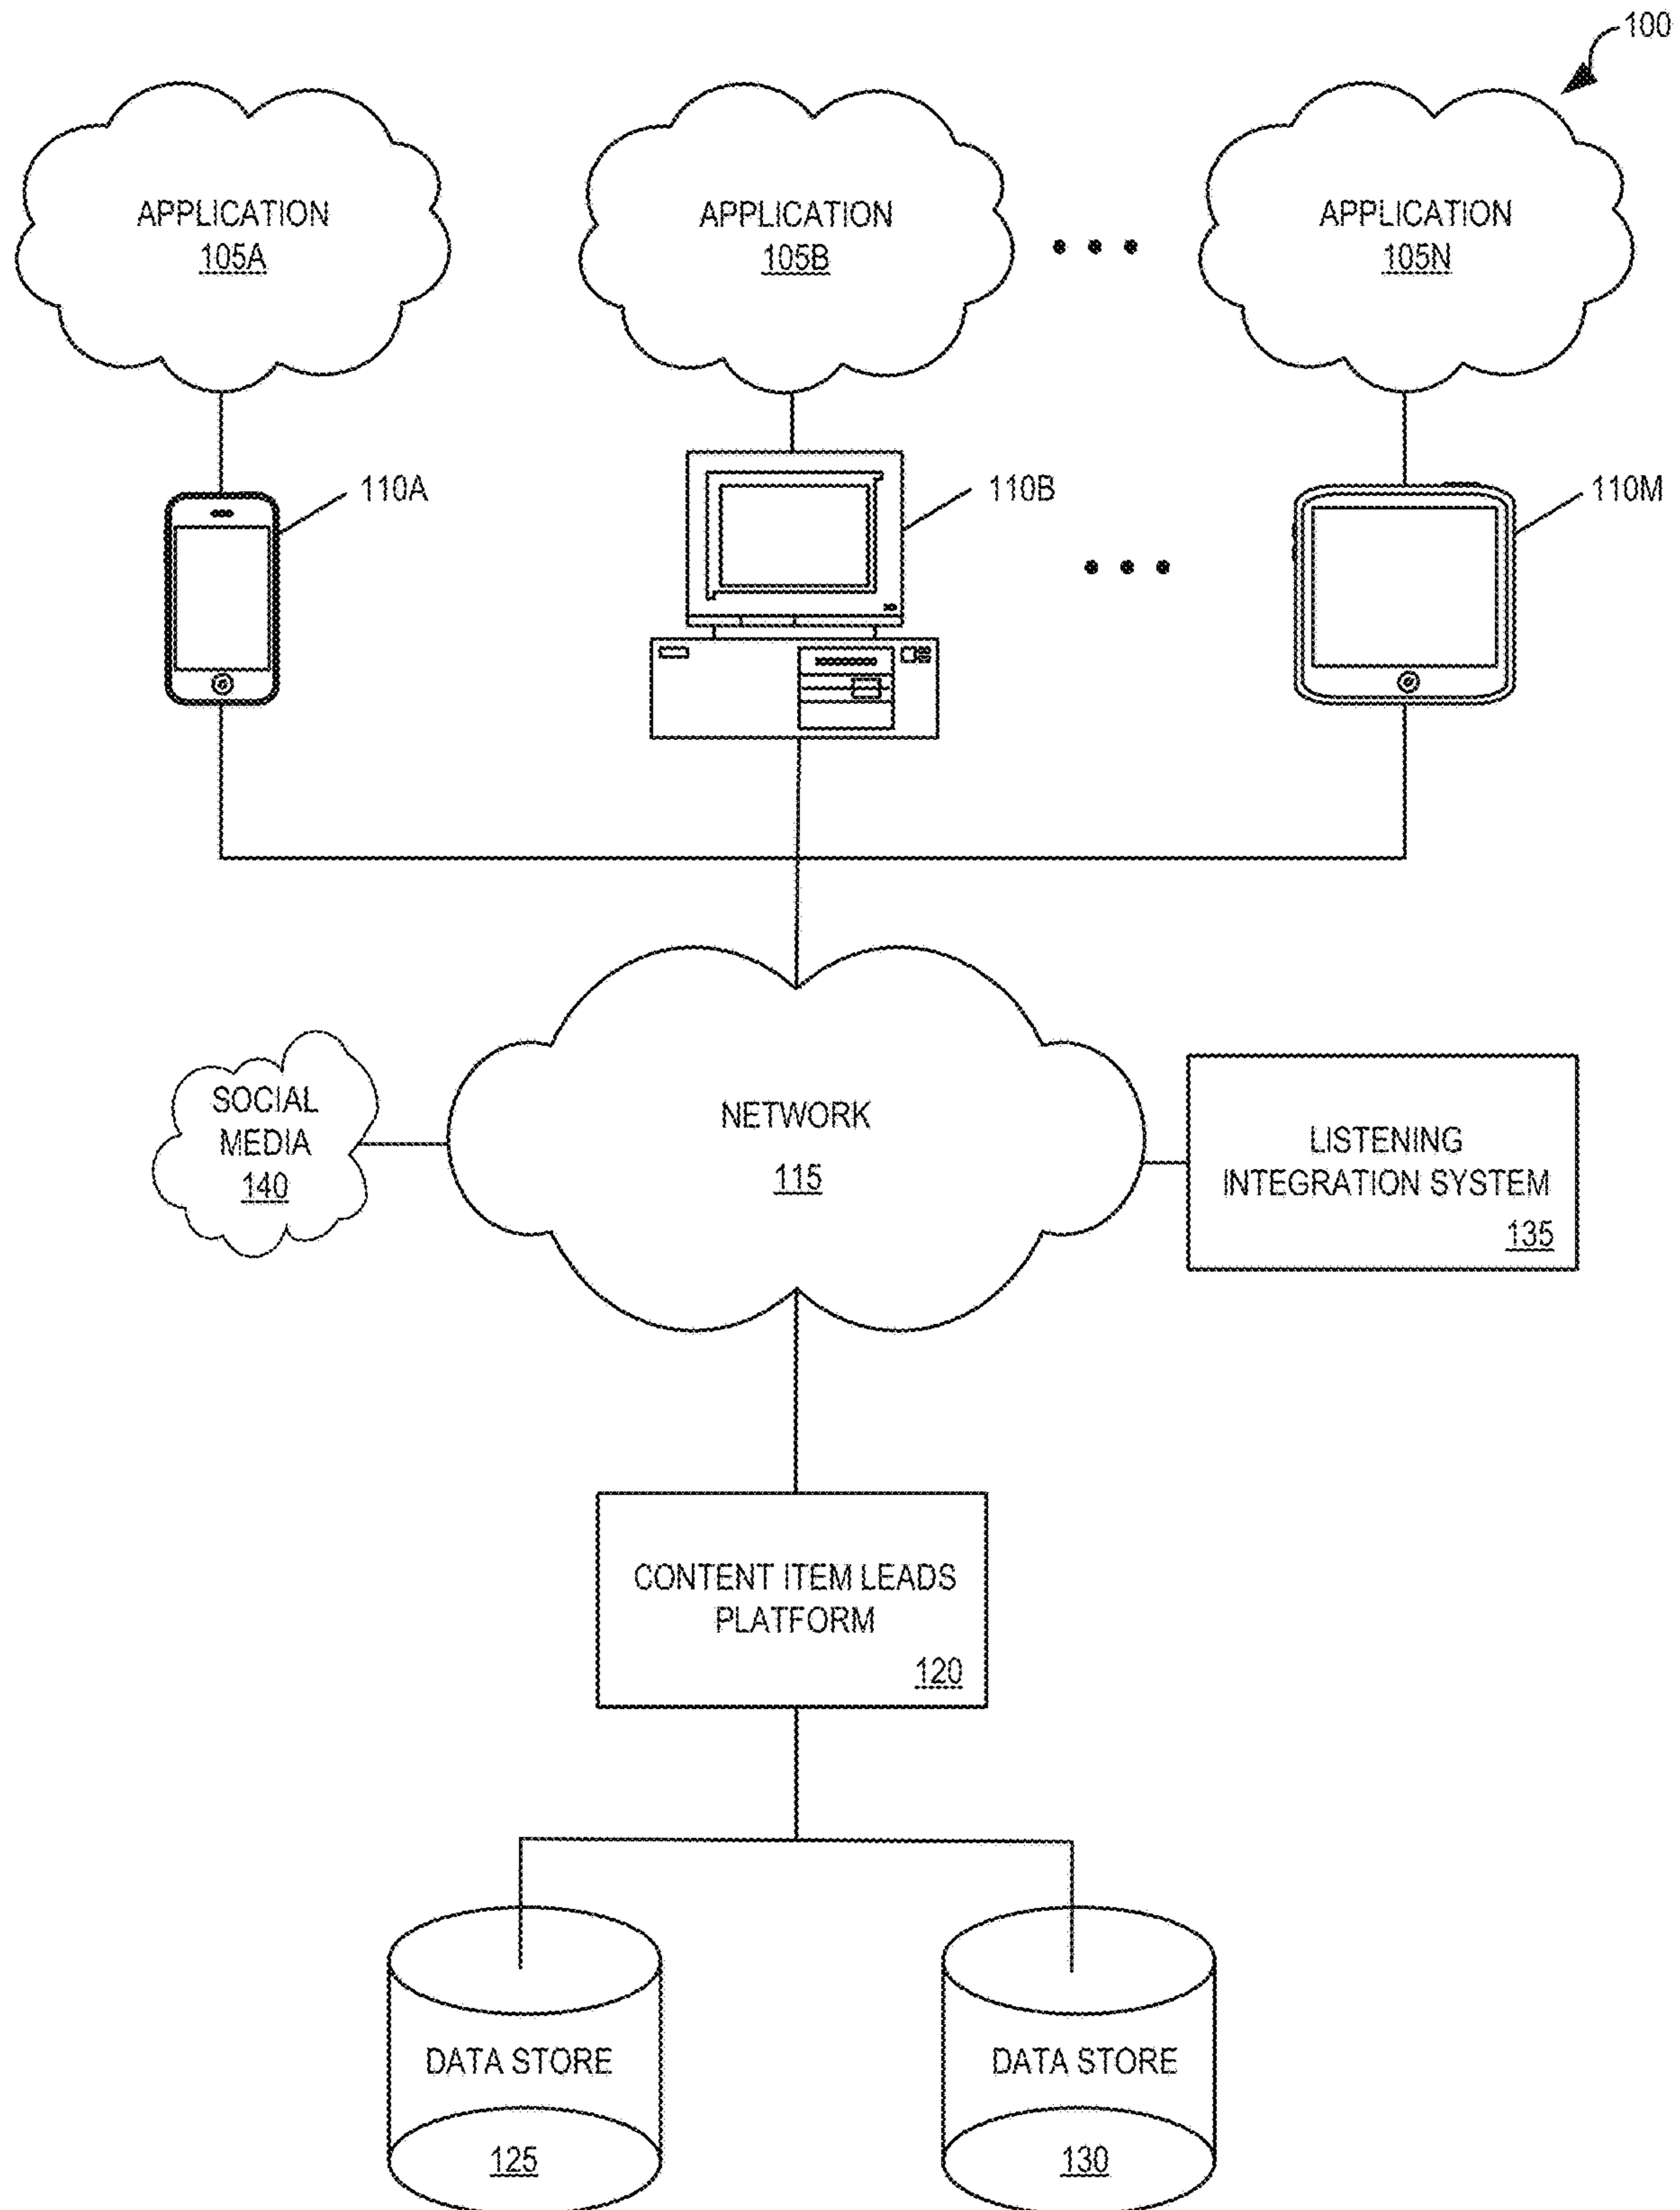 100
APPLICATION
105A
APPLICATION
105B
APPLICATION
105N
110A
110B
110M
SOCIAL
MEDIA
140
NETWORK
115
LISTENING
INTEGRATION SYSTEM
135
CONTENT ITEM LEADS
PLATFORM
120
DATA STORE
125
DATA STORE
130